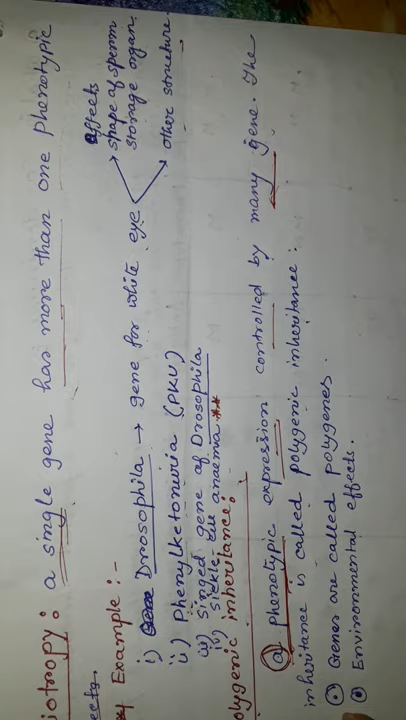 iotropy : a single gene has more than one phenotypic
effects.
Example :-
i) Drosophila → gene for white eye → effects shape of sperm storage organ.
→ other structure
ii) Phenylketonuria (PKU)
iii) Singed gene of Drosophila
iv) Sickle cell anaemia **
olygenic inheritance :
a phenotypic expression controlled by many gene. The
inheritance is called polygenic inheritance.
Genes are called polygenes.
Environmental effects.